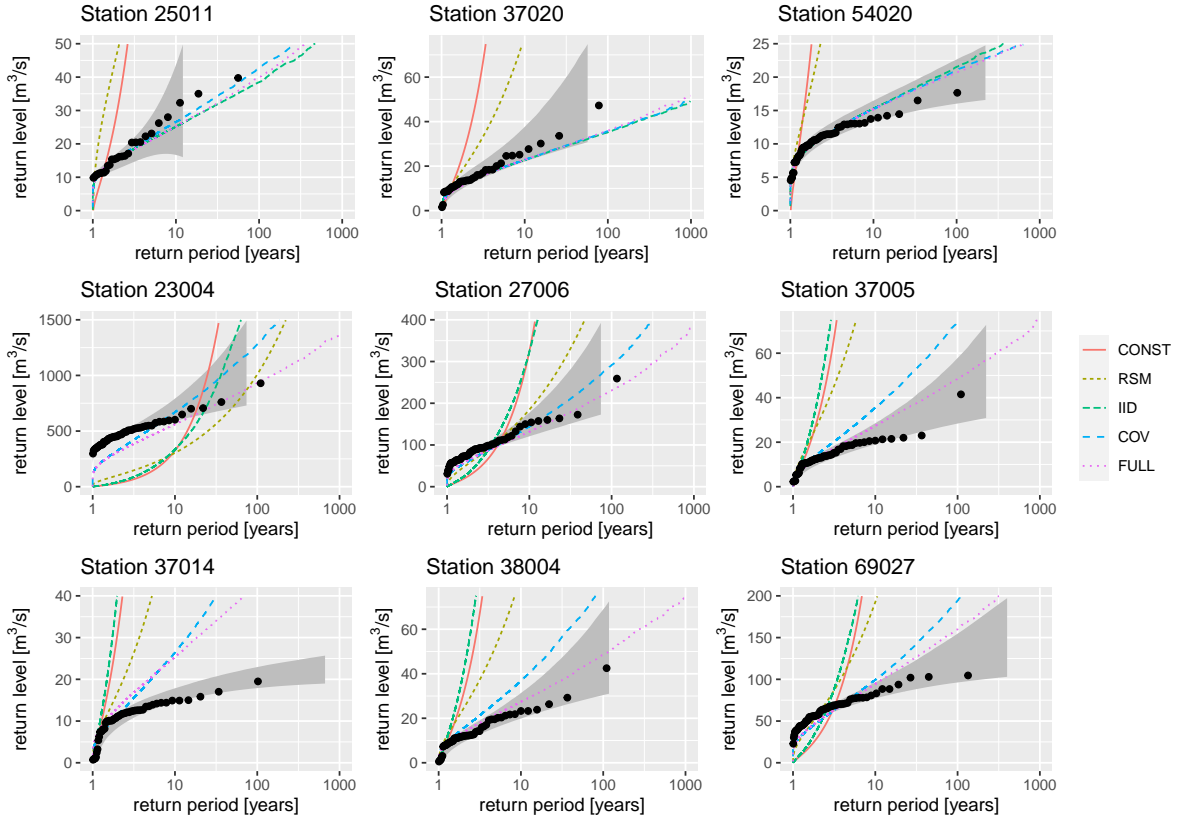 Station 25011
Station 37020
Station 54020
return level [m³/s]
50
40
30
20
10
0
1
10
100
1000
return period [years]
return level [m³/s]
60
40
20
0
1
10
100
1000
return period [years]
return level [m³/s]
25
20
15
10
5
0
1
10
100
1000
return period [years]
Station 23004
Station 27006
Station 37005
return level [m³/s]
1500
1000
500
0
1
10
100
1000
return period [years]
return level [m³/s]
400
300
200
100
0
1
10
100
1000
return period [years]
return level [m³/s]
60
40
20
0
1
10
100
1000
return period [years]
CONST
RSM
IID
COV
FULL
Station 37014
Station 38004
Station 69027
return level [m³/s]
40
30
20
10
0
1
10
100
1000
return period [years]
return level [m³/s]
60
40
20
0
1
10
100
1000
return period [years]
return level [m³/s]
200
150
100
50
0
1
10
100
1000
return period [years]